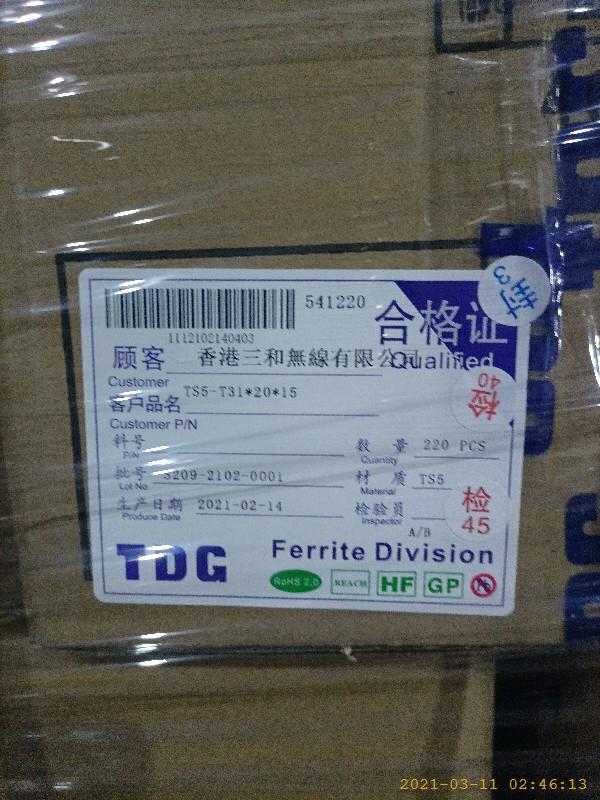 541220
合格证
1112102140403
Qualified
顾客 香港三和無線有限公司
Customer
客户品名 TS5-T31*20*15
Customer P/N
检
40
料号
P/N
数 量 220 PCS
Quantity
批号 S209-2102-0001
Lot No
材 质 TS5
Material
生产日期 2021-02-14
Produce Date
检验员
Inspector
A/B
检
45
TDG
Ferrite Division
RoHS 2.0
REACH
HF
GP
Pb
2021-03-11 02:46:13